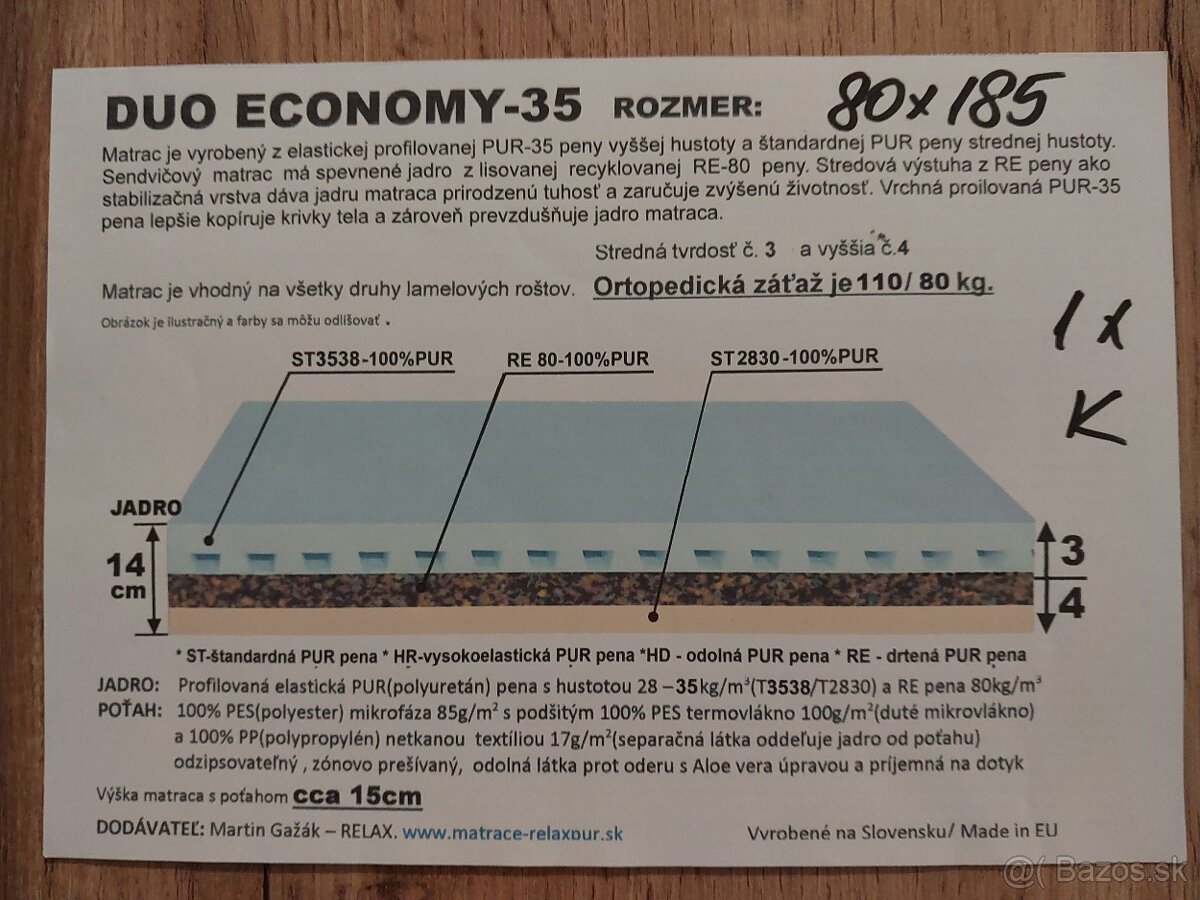 DUO ECONOMY-35 ROZMER: 80x185
Matrac je vyrobený z elastickej profilovanej PUR-35 peny vyššej hustoty a štandardnej PUR peny strednej hustoty.
Sendvičový matrac má spevnené jadro z lisovanej recyklovanej RE-80 peny. Stredová výstuha z RE peny ako
stabilizačná vrstva dáva jadru matraca prirodzenú tuhosť a zaručuje zvýšenú životnosť. Vrchná proilovaná PUR-35
pena lepšie kopíruje krivky tela a zároveň prevzdušňuje jadro matraca.
Stredná tvrdosť č. 3 a vyššia č.4
Matrac je vhodný na všetky druhy lamelových roštov. Ortopedická záťaž je 110/ 80 kg.
Obrázok je ilustračný a farby sa môžu odlišovať .
1x
K
ST3538-100%PUR RE 80-100%PUR ST2830-100%PUR
JADRO
14
cm
3
4
* ST-štandardná PUR pena * HR-vysokoelastická PUR pena *HD - odolná PUR pena * RE - drtená PUR pena
JADRO: Profilovaná elastická PUR(polyuretán) pena s hustotou 28 –35kg/m³(T3538/T2830) a RE pena 80kg/m³
POŤAH: 100% PES(polyester) mikrofáza 85g/m² s podšitým 100% PES termovlákno 100g/m²(duté mikrovlákno)
a 100% PP(polypropylén) netkanou textíliou 17g/m²(separačná látka oddeľuje jadro od poťahu)
odzipsovateľný , zónovo prešívaný, odolná látka prot oderu s Aloe vera úpravou a príjemná na dotyk
Výška matraca s poťahom cca 15cm
DODÁVATEĽ: Martin Gažák – RELAX. www.matrace-relaxpur.sk Vyrobené na Slovensku/ Made in EU
@( Bazos.sk